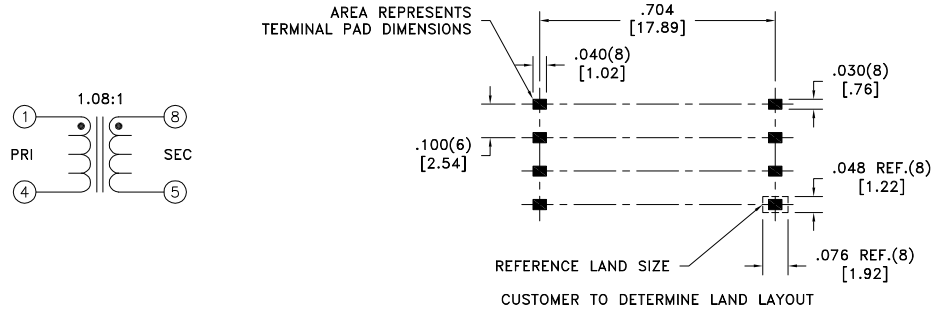 1.08:1
1
8
PRI
SEC
4
5
AREA REPRESENTS
TERMINAL PAD DIMENSIONS
.704
[17.89]
.040(8)
[1.02]
.030(8)
[.76]
.100(6)
[2.54]
.048 REF.(8)
[1.22]
.076 REF.(8)
[1.92]
REFERENCE LAND SIZE
CUSTOMER TO DETERMINE LAND LAYOUT